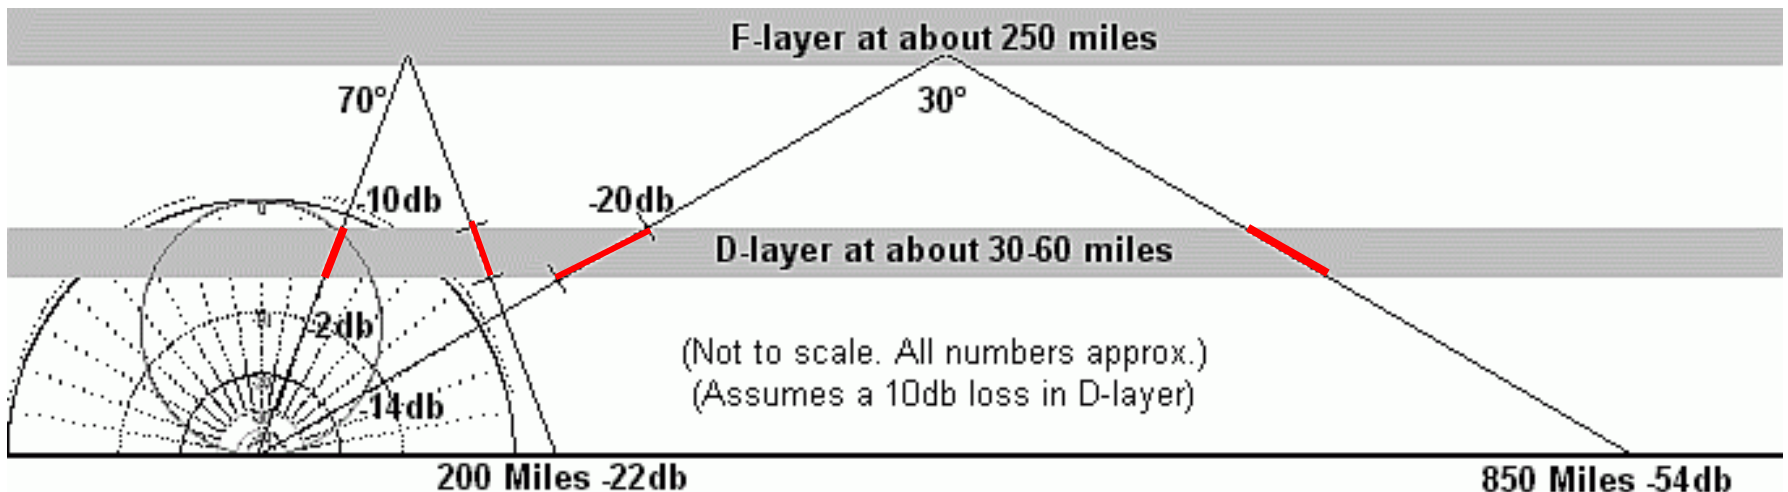 F-layer at about 250 miles
70°
30°
-10db
-20db
D-layer at about 30-60 miles
-2db
(Not to scale. All numbers approx.)
(Assumes a 10db loss in D-layer)
-14db
200 Miles -22db
850 Miles -54db